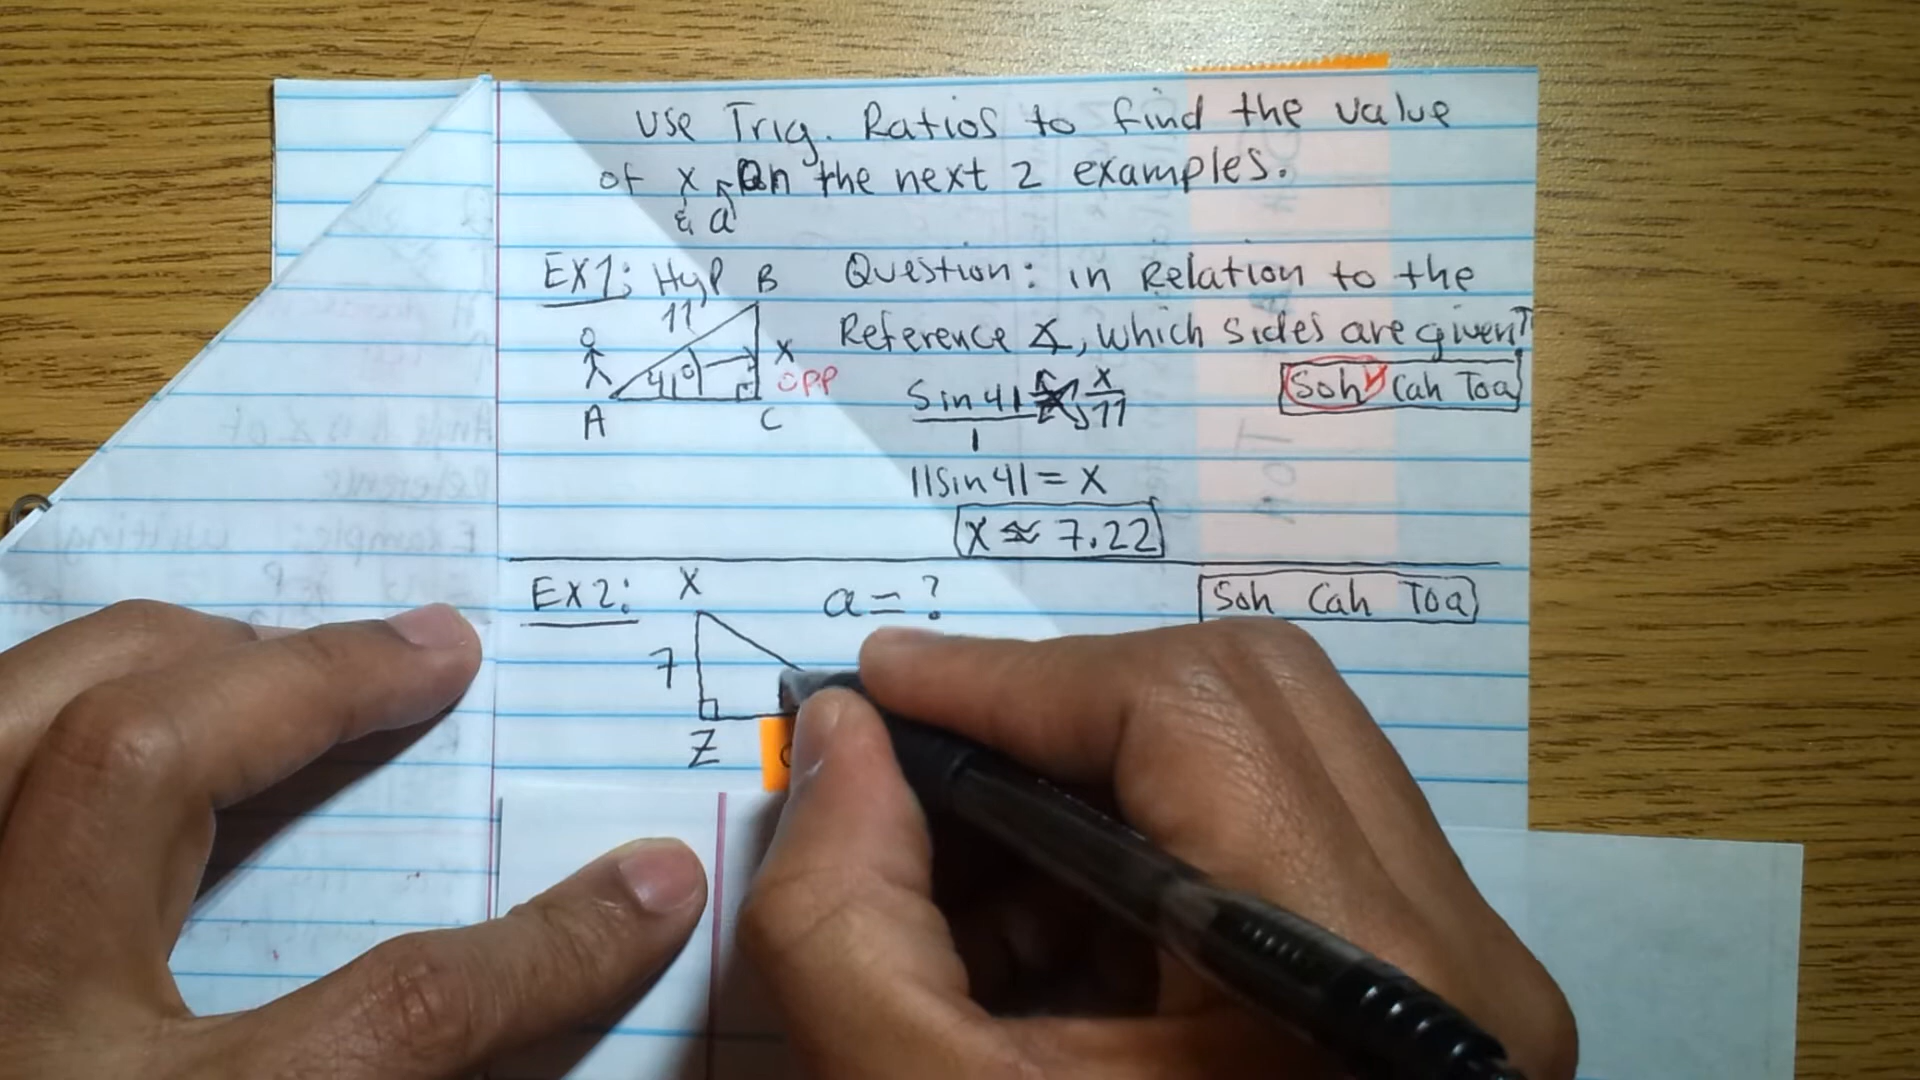 Use Trig. Ratios to find the value
of x & a on the next 2 examples.
EX1: Hyp B
11
41°
x
opp
A
C
Question: in Relation to the
Reference ∡, which sides are given?
Soh Cah Toa
Sin 41 = x/11
1
11sin41 = x
x ≈ 7.22
EX2: X
a = ?
Soh Cah Toa
7
Z